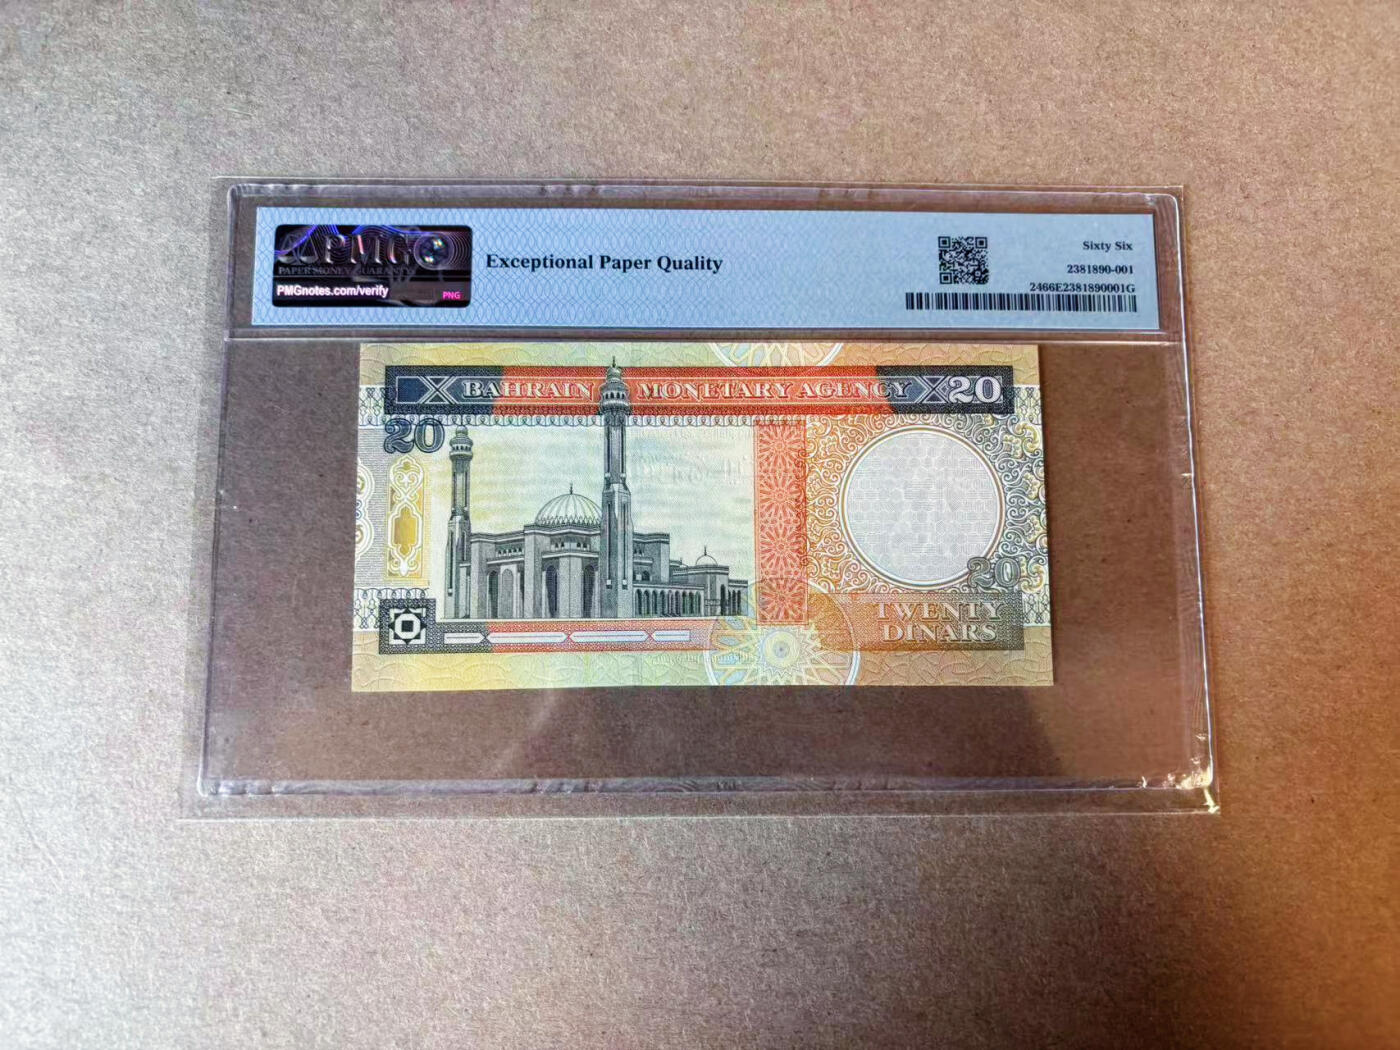 PMG
PAPER MONEY GUARANTY
PMGnotes.com/verify
PNG
Exceptional Paper Quality
Sixty Six
2381890-001
2466E2381890001G
BAHRAIN MONETARY AGENCY 20
20
20
TWENTY
DINARS